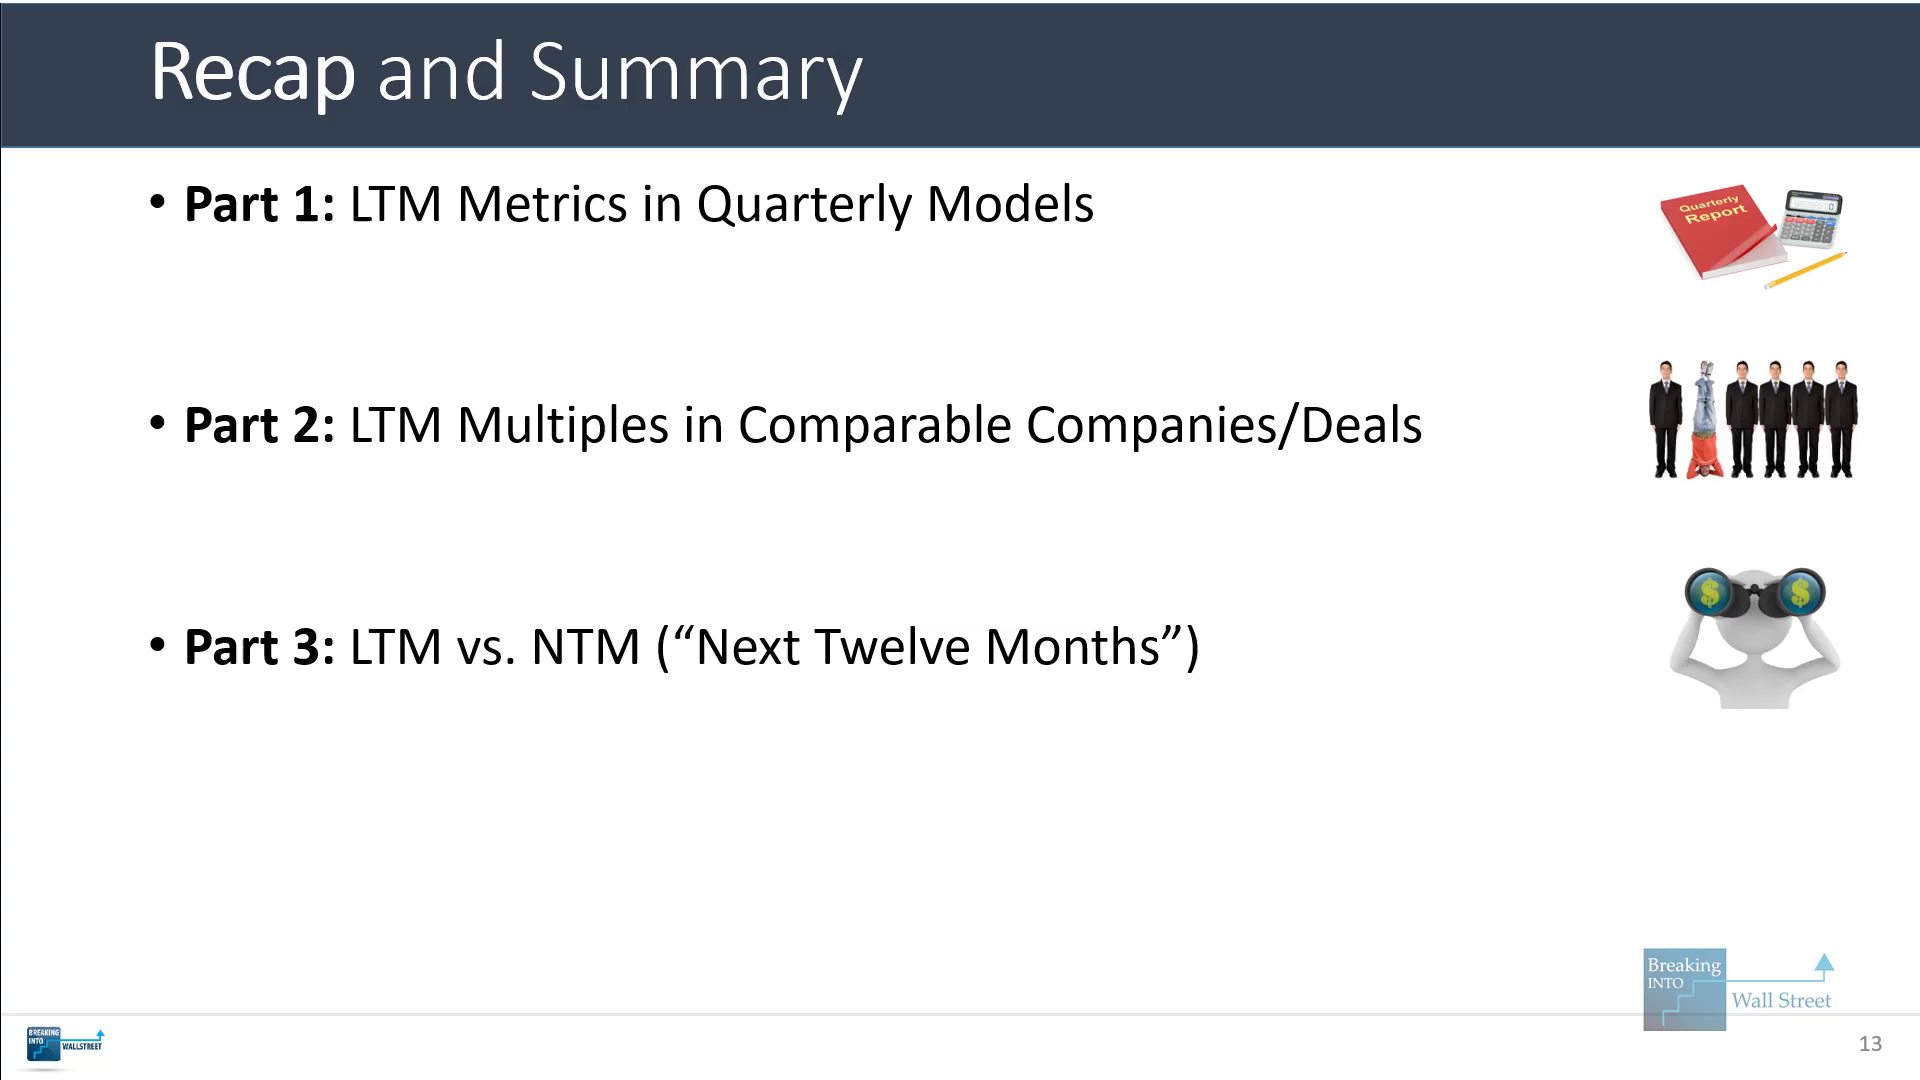 Recap and Summary
• Part 1: LTM Metrics in Quarterly Models
Quarterly
Report
0
• Part 2: LTM Multiples in Comparable Companies/Deals
• Part 3: LTM vs. NTM (“Next Twelve Months”)
$ $
Breaking
INTO
Wall Street
BREAKING
INTO
WALLSTREET
13